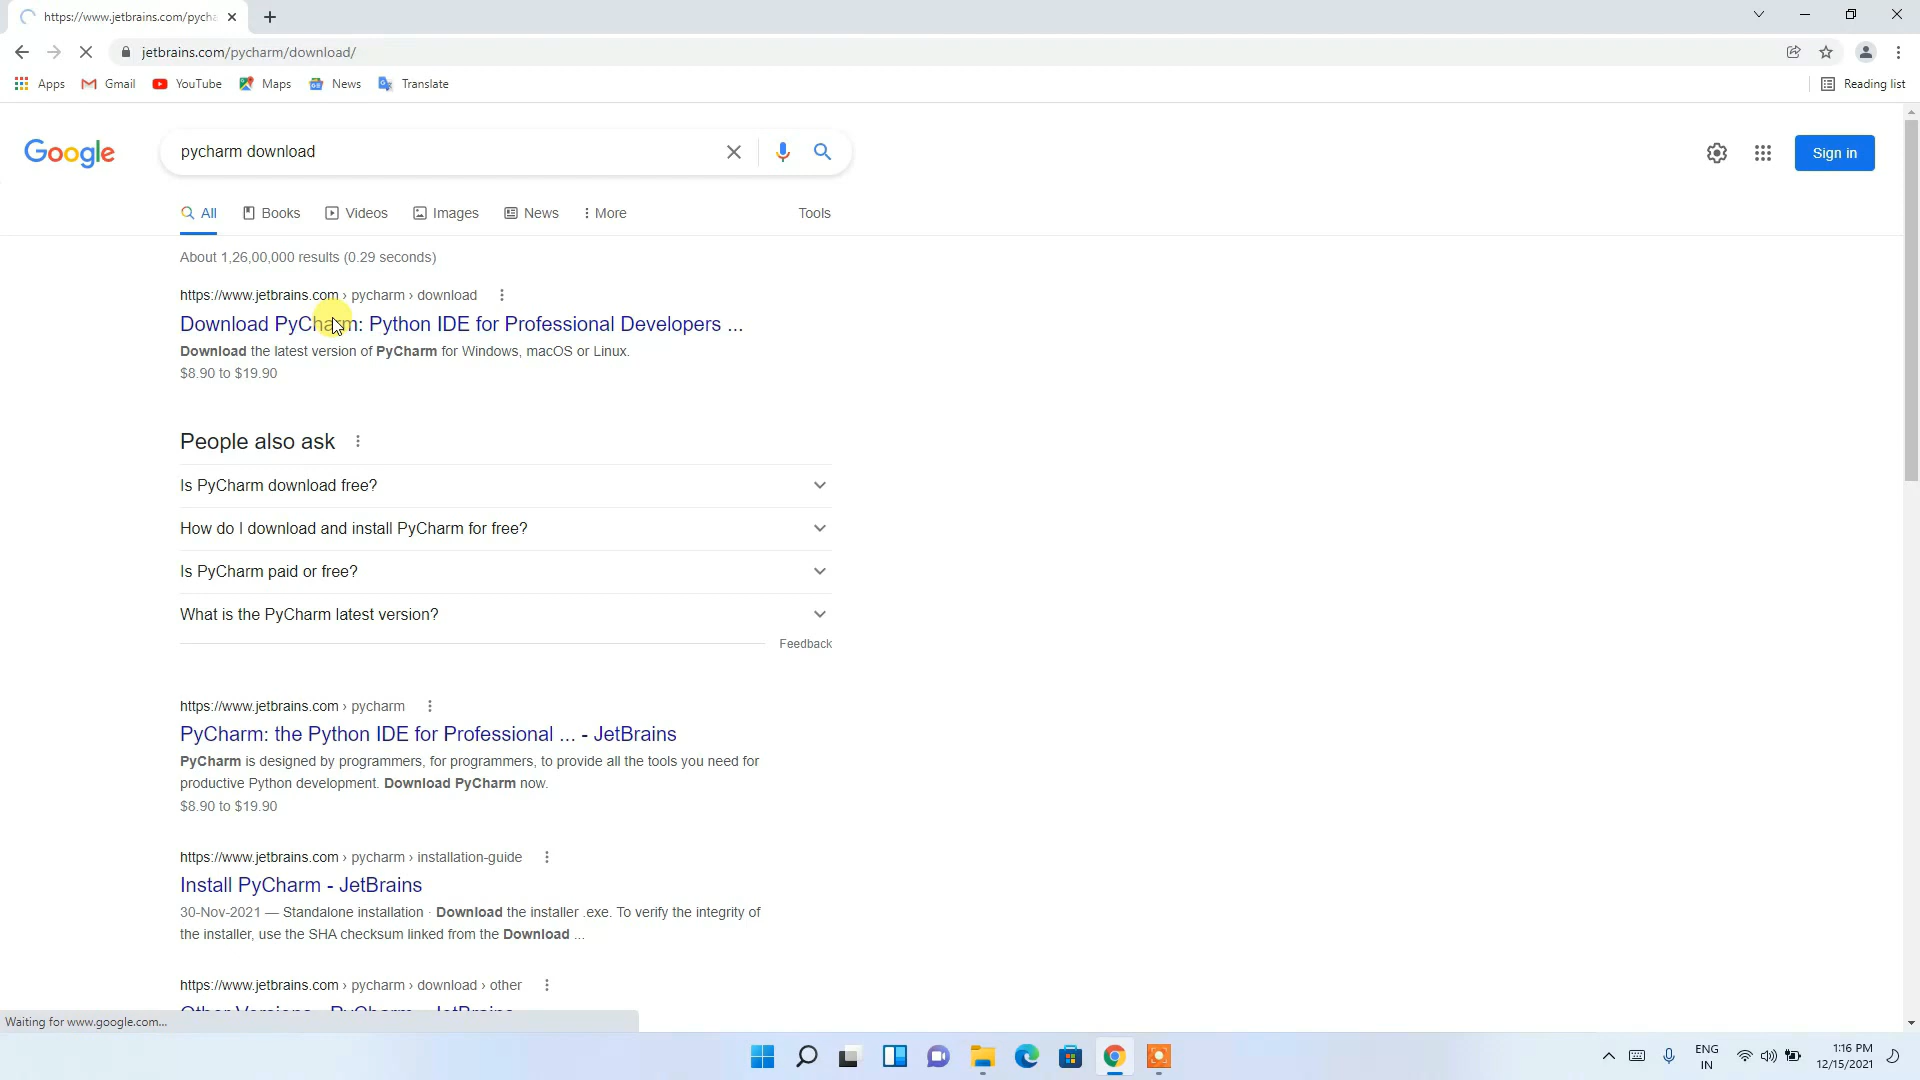 https://www.jetbrains.com/pycha
jetbrains.com/pycharm/download/
Apps Gmail YouTube Maps News Translate Reading list
Google pycharm download Sign in
All Books Videos Images News More Tools
About 1,26,00,000 results (0.29 seconds)
https://www.jetbrains.com › pycharm › download
Download PyCharm: Python IDE for Professional Developers ...
Download the latest version of PyCharm for Windows, macOS or Linux.
$8.90 to $19.90
People also ask
Is PyCharm download free?
How do I download and install PyCharm for free?
Is PyCharm paid or free?
What is the PyCharm latest version?
Feedback
https://www.jetbrains.com › pycharm
PyCharm: the Python IDE for Professional ... - JetBrains
PyCharm is designed by programmers, for programmers, to provide all the tools you need for
productive Python development. Download PyCharm now.
$8.90 to $19.90
https://www.jetbrains.com › pycharm › installation-guide
Install PyCharm - JetBrains
30-Nov-2021 — Standalone installation · Download the installer .exe. To verify the integrity of
the installer, use the SHA checksum linked from the Download ...
https://www.jetbrains.com › pycharm › download › other
Other Versions - PyCharm - JetBrains
Waiting for www.google.com...
ENG 1:16 PM
IN 12/15/2021